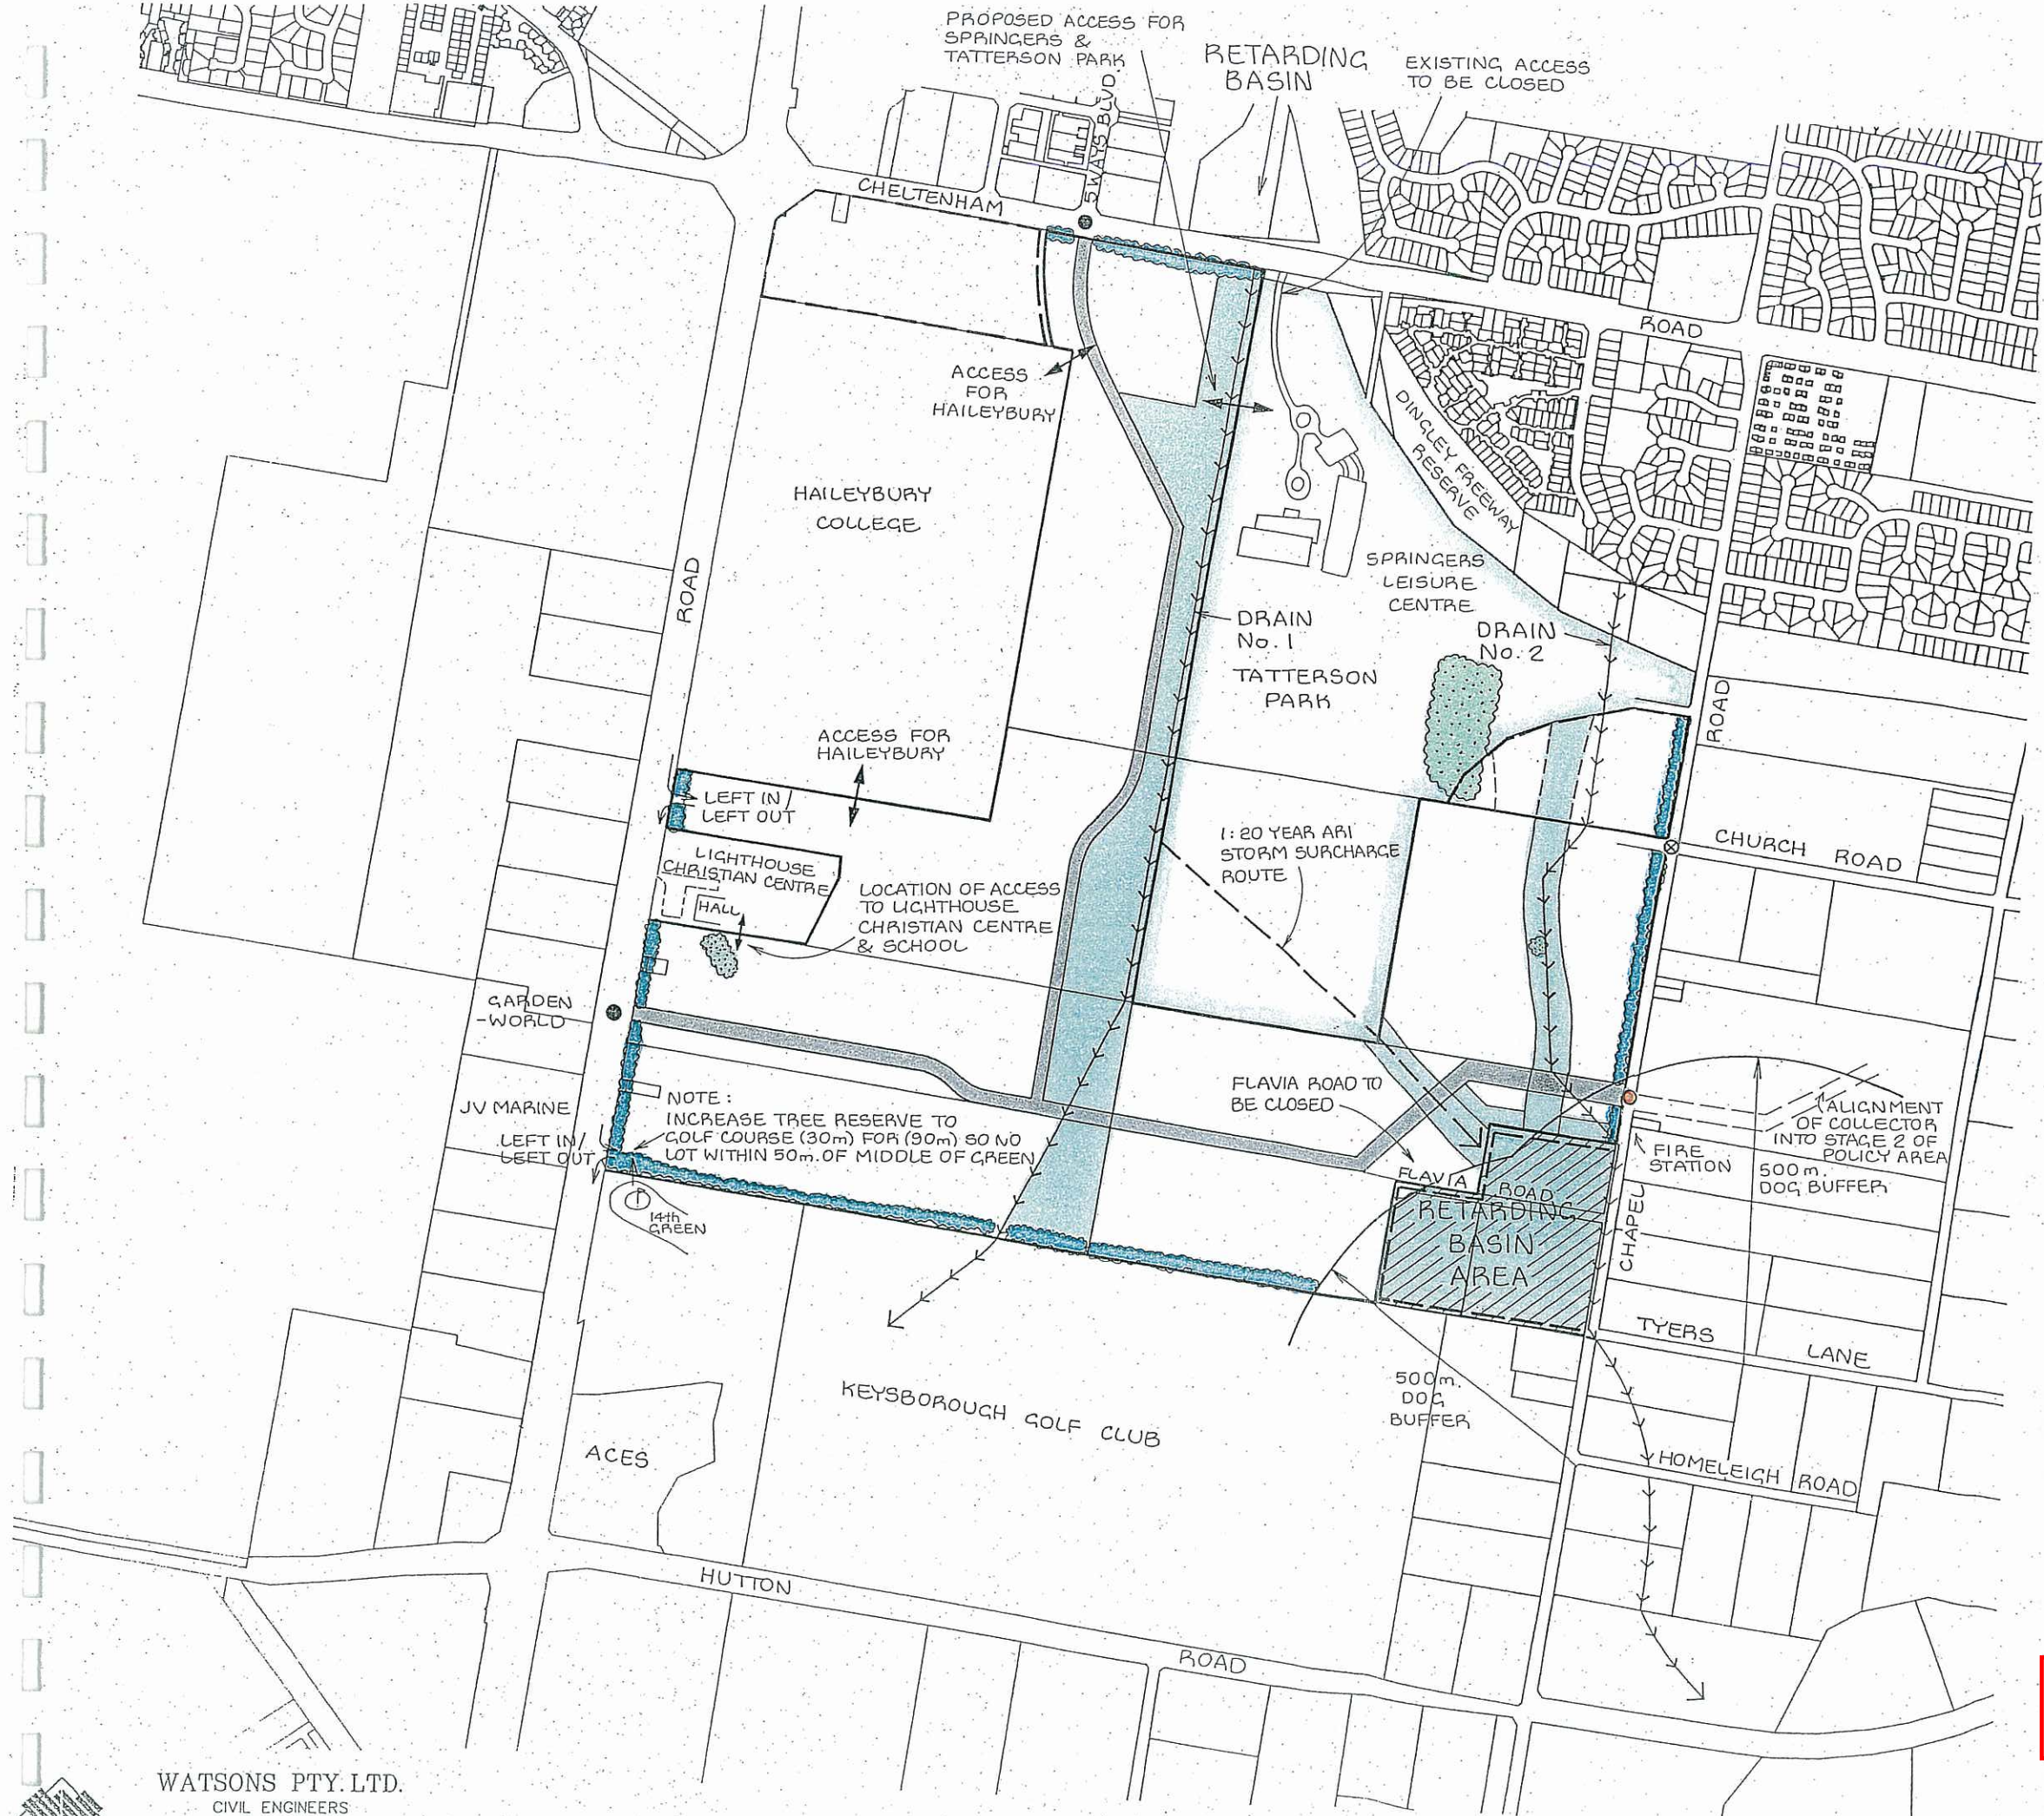 PROPOSED ACCESS FOR
SPRINGERS &
TATTERSON PARK
SWATS BLVD.
RETARDING
BASIN
EXISTING ACCESS
TO BE CLOSED
CHELTENHAM
ROAD
ACCESS
FOR
HAILEYBURY
HAILEYBURY
COLLEGE
DINGLEY FREEWAY
RESERVE
SPRINGERS
LEISURE
CENTRE
ROAD
DRAIN
No. 1
DRAIN
No. 2
TATTERSON
PARK
ROAD
ACCESS FOR
HAILEYBURY
LEFT IN /
LEFT OUT
1:20 YEAR ARI
STORM SURCHARGE
ROUTE
CHURCH ROAD
LIGHTHOUSE
CHRISTIAN CENTRE
HALL
LOCATION OF ACCESS
TO LIGHTHOUSE
CHRISTIAN CENTRE
& SCHOOL
GARDEN
-WORLD
JV MARINE
LEFT IN/
LEFT OUT
NOTE:
INCREASE TREE RESERVE TO
GOLF COURSE (30m) FOR (90m) SO NO
LOT WITHIN 50m. OF MIDDLE OF GREEN
14th
GREEN
FLAVIA ROAD TO
BE CLOSED
FLAVIA ROAD
RETARDING
BASIN
AREA
FIRE
STATION
ALIGNMENT
OF COLLECTOR
INTO STAGE 2 OF
POLICY AREA
500m.
DOG BUFFER
CHAPEL
TYERS LANE
500m.
DOG
BUFFER
KEYSBOROUGH GOLF CLUB
ACES
HOMELEIGH ROAD
HUTTON
ROAD
WATSONS PTY. LTD.
CIVIL ENGINEERS